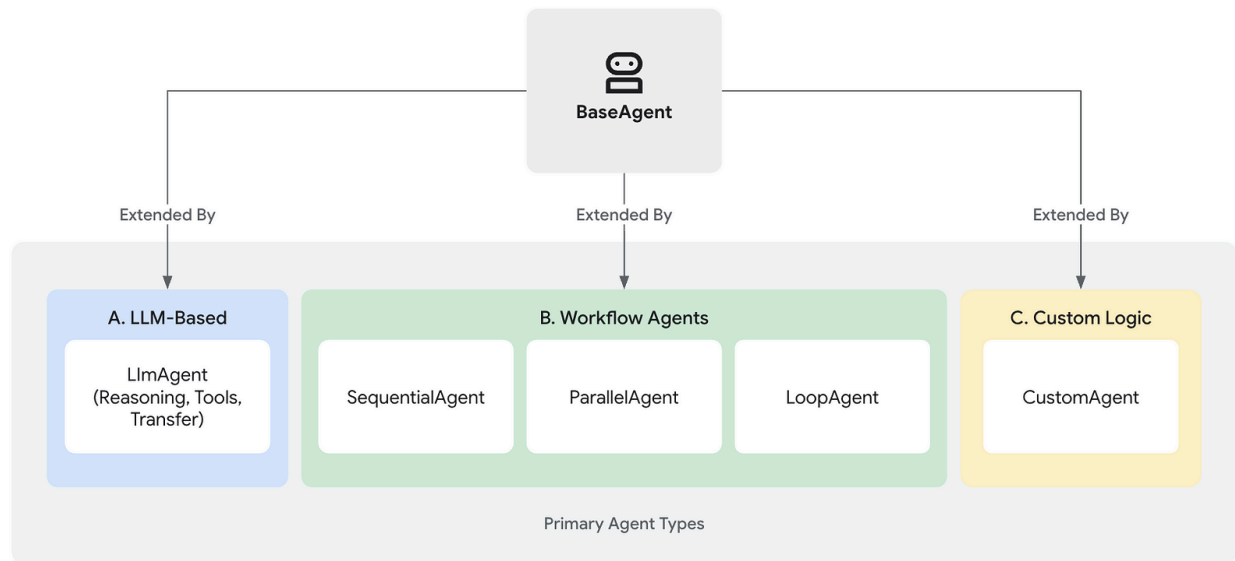 BaseAgent
Extended By
Extended By
Extended By
A. LLM-Based
LlmAgent
(Reasoning, Tools,
Transfer)
B. Workflow Agents
SequentialAgent
ParallelAgent
LoopAgent
C. Custom Logic
CustomAgent
Primary Agent Types